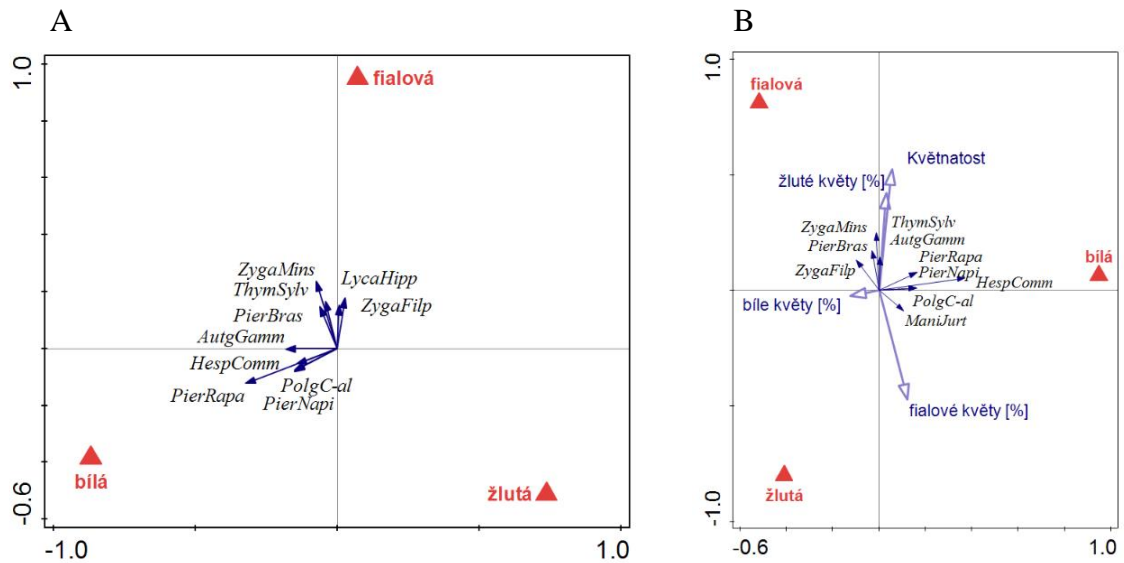 A
1.0
fialová
ZygaMins
LycaHipp
ThymSylv
ZygaFilp
PierBras
AutgGamm
HespComm
PolgC-al
PierRapa
PierNapi
bílá
žlutá
-0.6
-1.0
1.0
B
1.0
fialová
Květnatost
žluté květy [%]
ZygaMins
ThymSylv
PierBras
AutgGamm
ZygaFilp
PierRapa
PierNapi
bílá
HespComm
bíle květy [%]
PolgC-al
ManiJurt
fialové květy [%]
žlutá
-1.0
-0.6
1.0